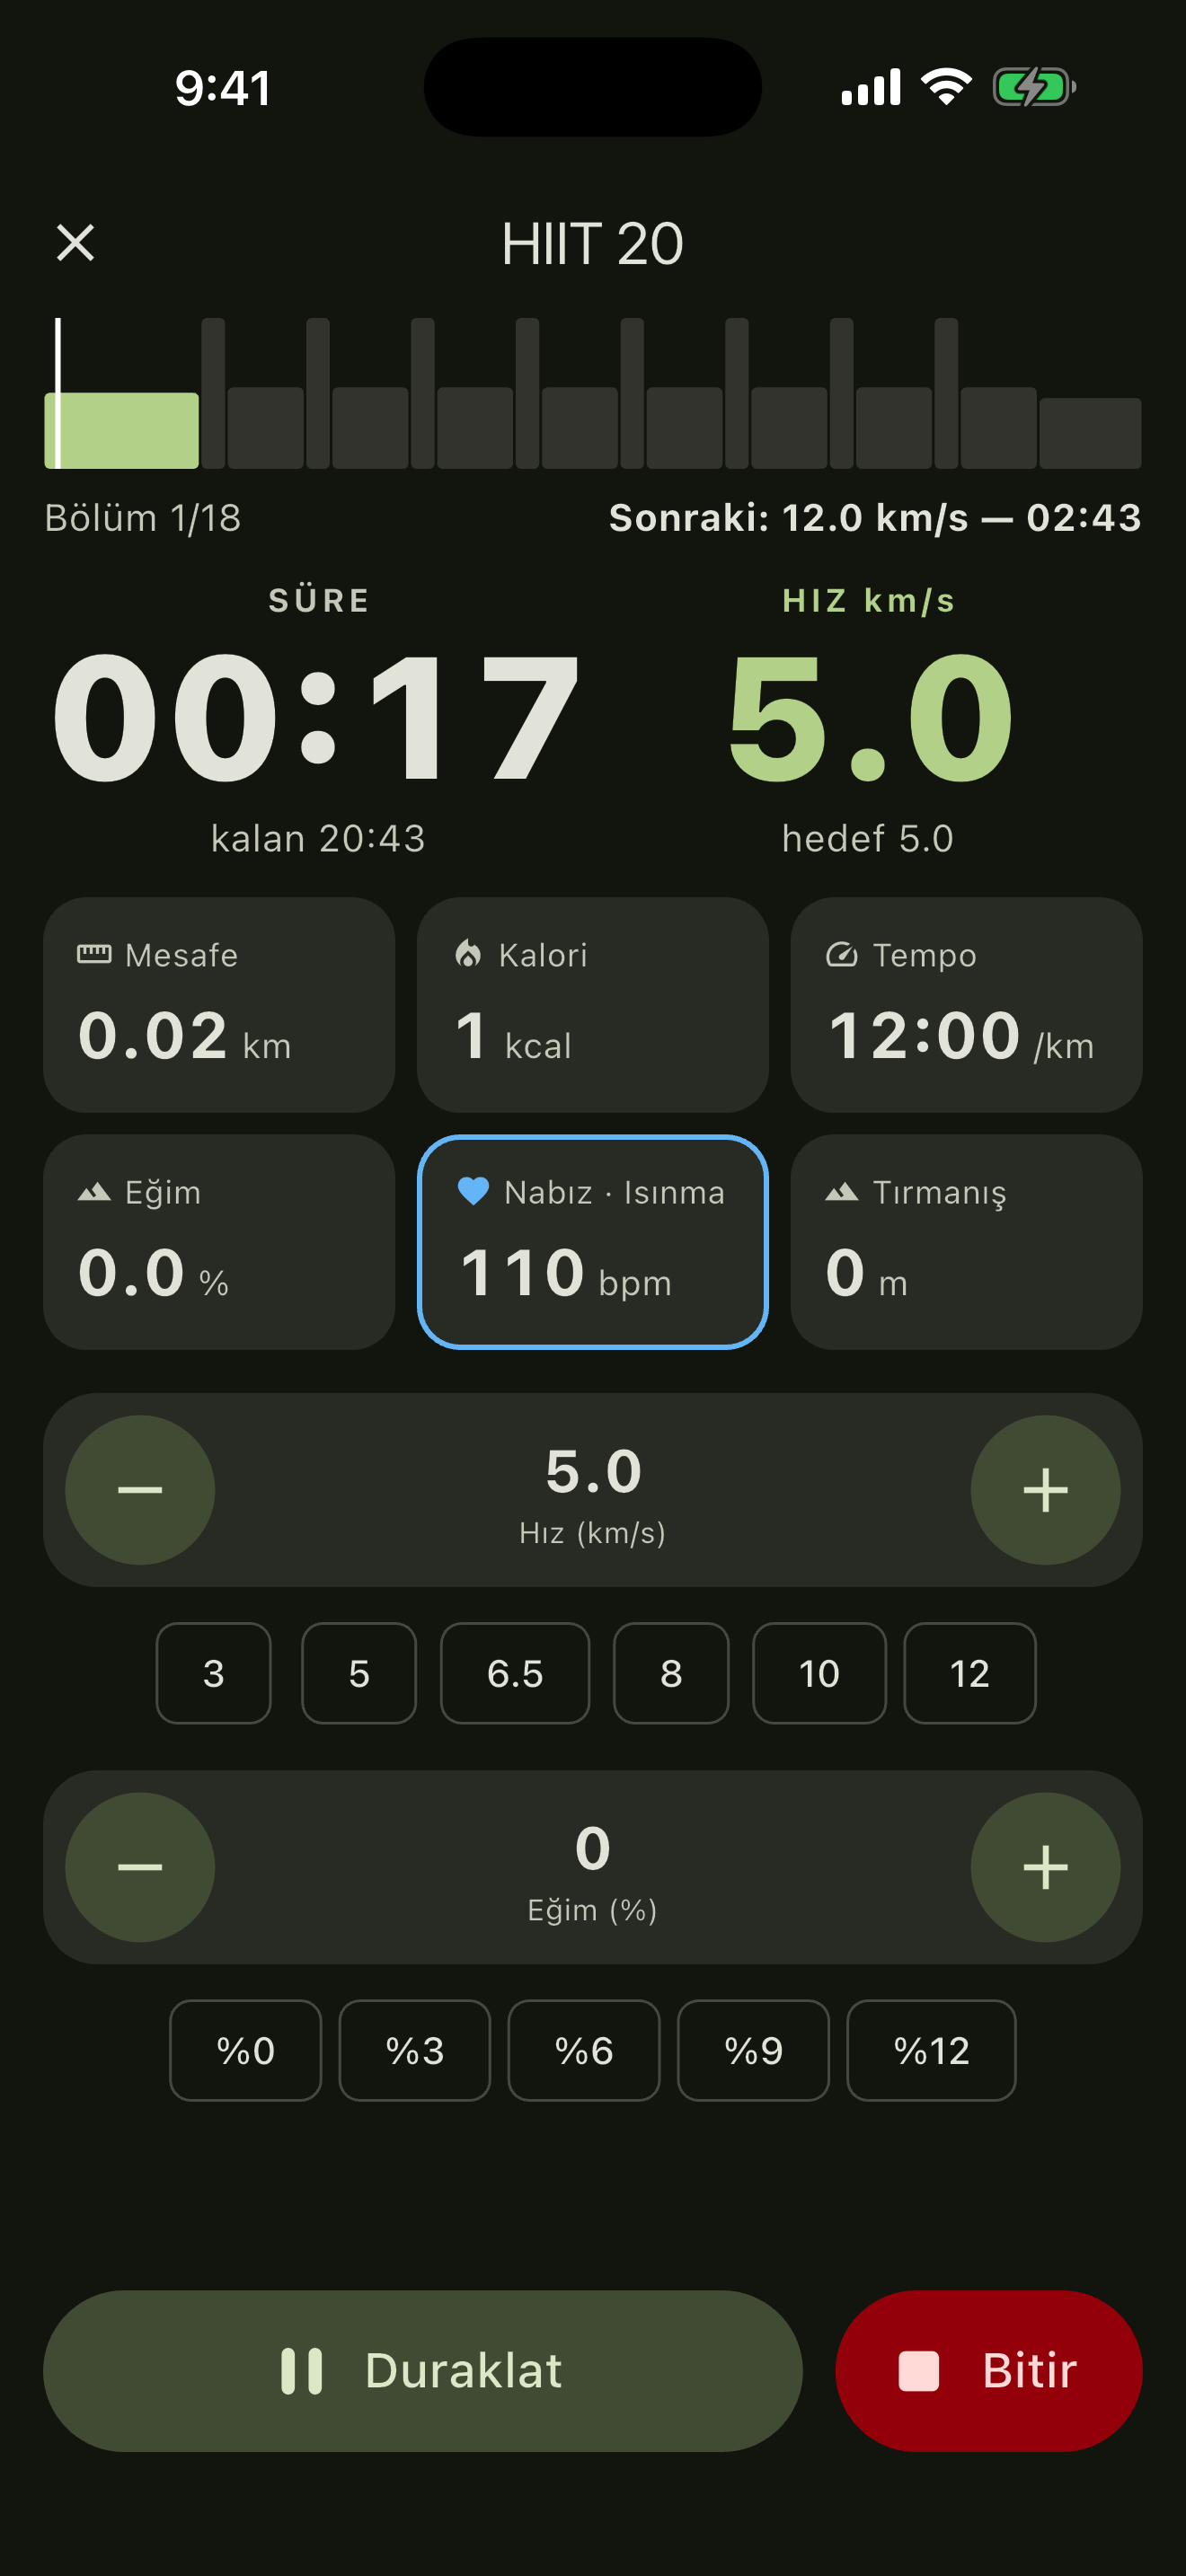 9:41
HIIT 20
Bölüm 1/18 Sonraki: 12.0 km/s — 02:43
SÜRE HIZ km/s
00:17 5.0
kalan 20:43 hedef 5.0
Mesafe Kalori Tempo
0.02 km 1 kcal 12:00 /km
Eğim Nabız · Isınma Tırmanış
0.0 % 110 bpm 0 m
5.0
Hız (km/s)
3 5 6.5 8 10 12
0
Eğim (%)
%0 %3 %6 %9 %12
Duraklat Bitir